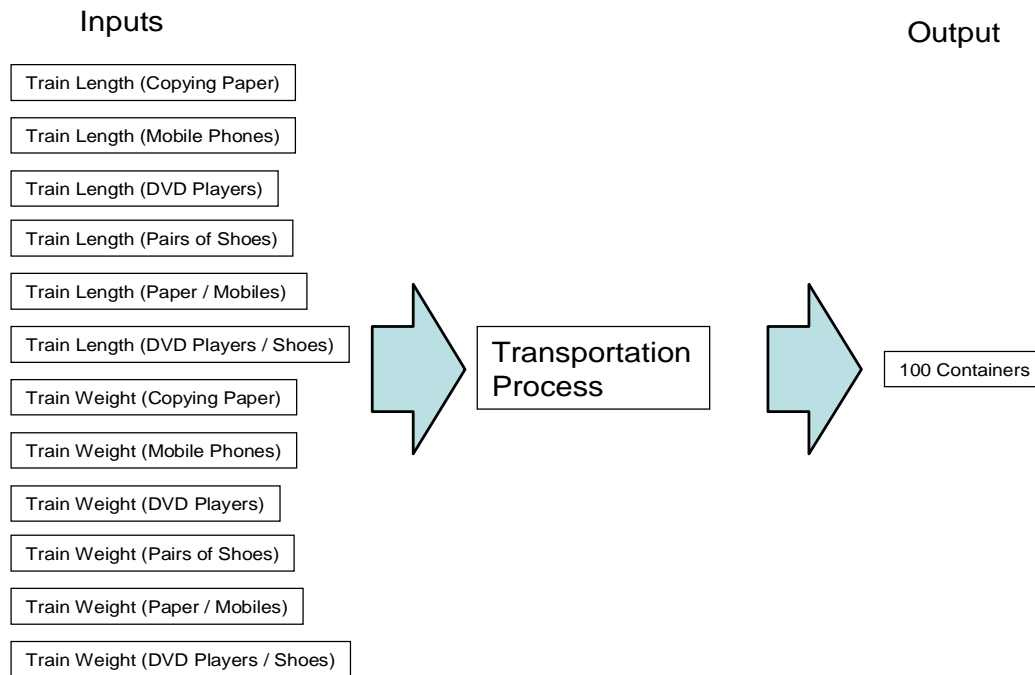 Inputs
Output
Train Length (Copying Paper)
Train Length (Mobile Phones)
Train Length (DVD Players)
Train Length (Pairs of Shoes)
Train Length (Paper / Mobiles)
Train Length (DVD Players / Shoes)
Train Weight (Copying Paper)
Train Weight (Mobile Phones)
Train Weight (DVD Players)
Train Weight (Pairs of Shoes)
Train Weight (Paper / Mobiles)
Train Weight (DVD Players / Shoes)
Transportation
Process
100 Containers